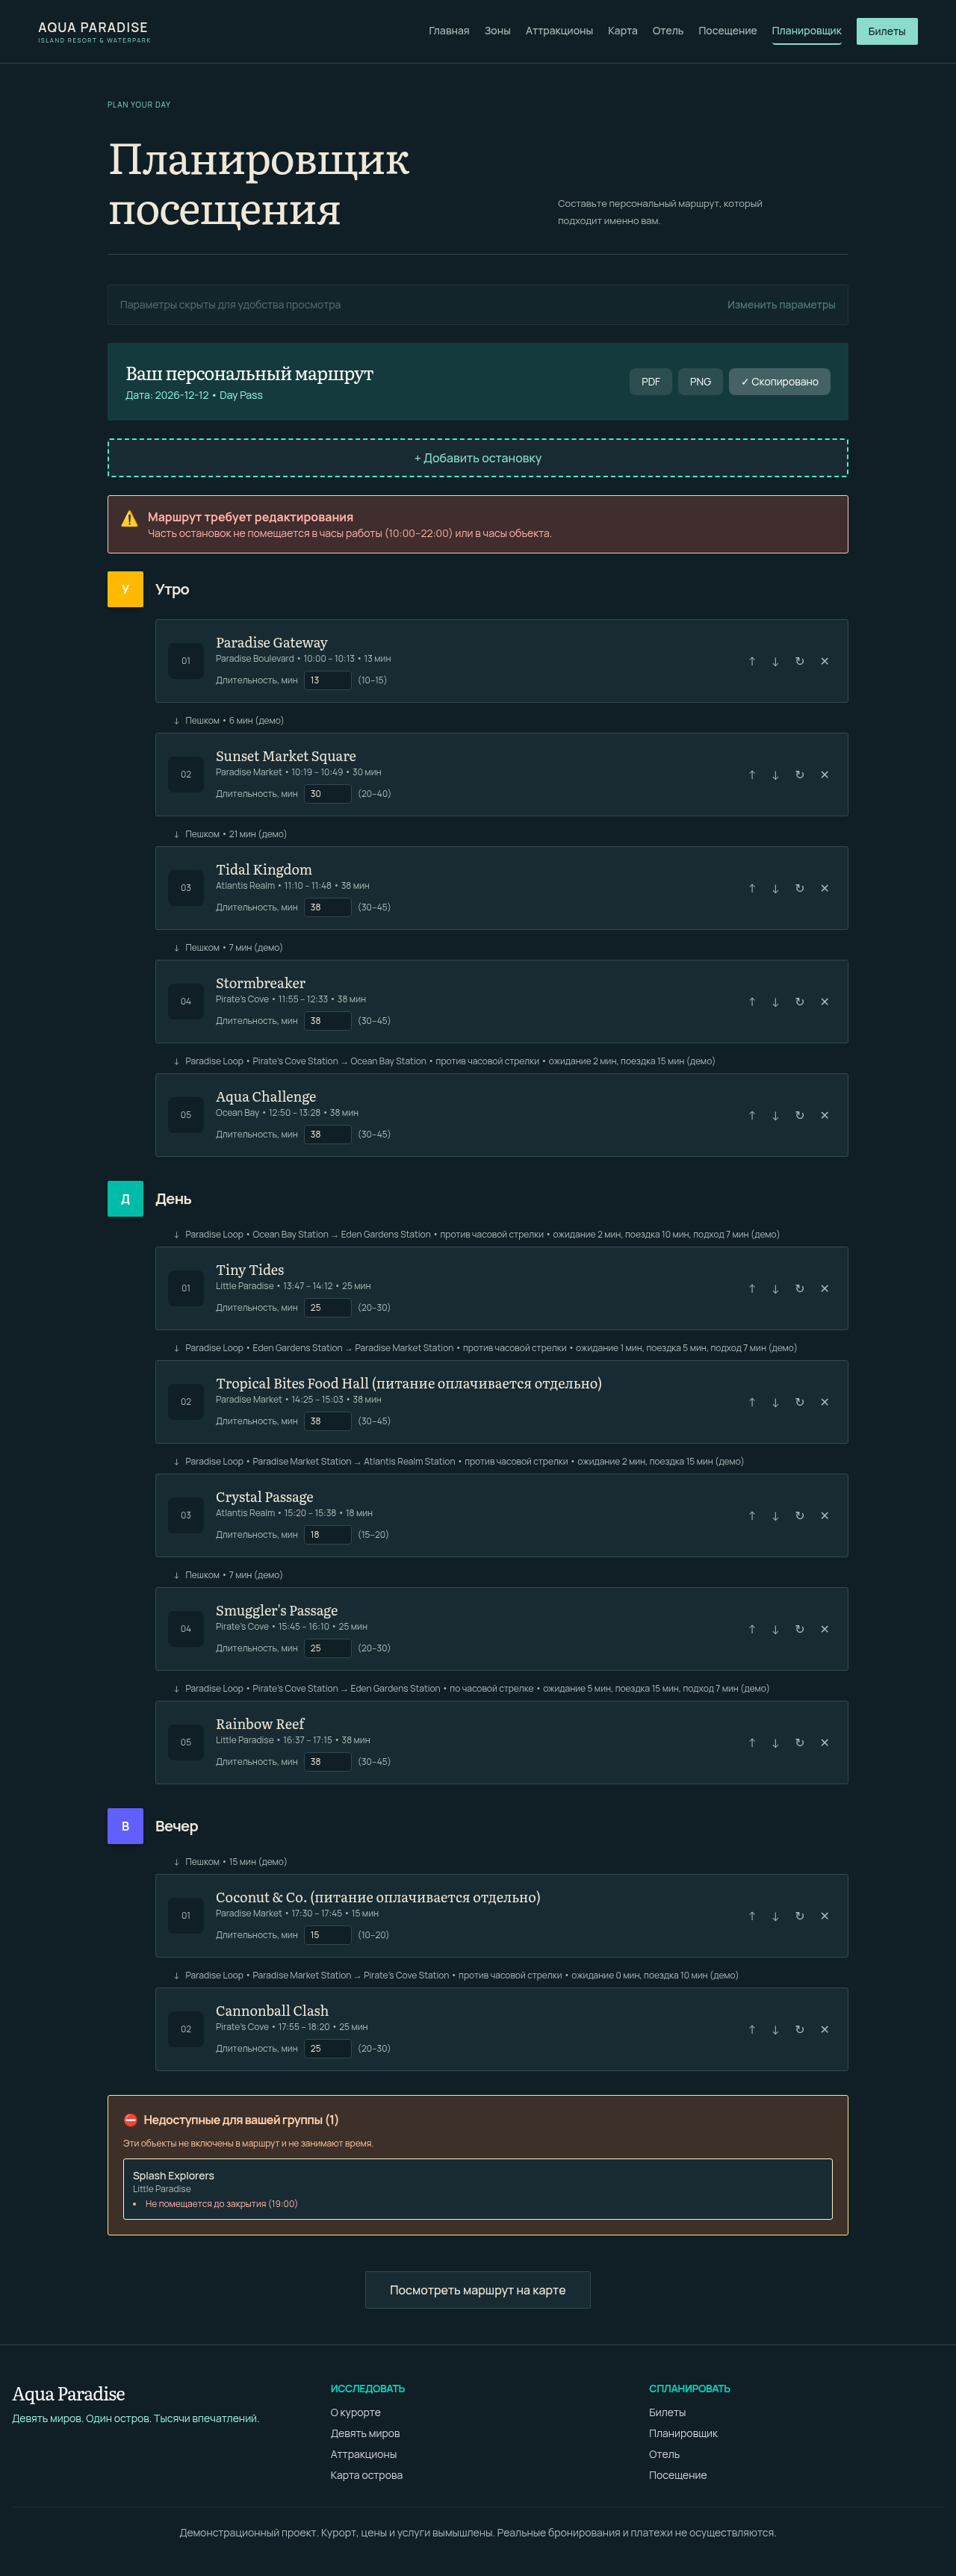 AQUA PARADISE
ISLAND RESORT & WATERPARK
Главная Зоны Аттракционы Карта Отель Посещение Планировщик Билеты
PLAN YOUR DAY
Планировщик
посещения
Составьте персональный маршрут, который
подходит именно вам.
Параметры скрыты для удобства просмотра Изменить параметры
Ваш персональный маршрут
Дата: 2026-12-12 • Day Pass
PDF PNG ✓ Скопировано
+ Добавить остановку
⚠️ Маршрут требует редактирования
Часть остановок не помещается в часы работы (10:00–22:00) или в часы объекта.
У Утро
01
Paradise Gateway
Paradise Boulevard • 10:00 – 10:13 • 13 мин
Длительность, мин 13 (10–15)
↑ ↓ ↻ ✕
↓ Пешком • 6 мин (демо)
02
Sunset Market Square
Paradise Market • 10:19 – 10:49 • 30 мин
Длительность, мин 30 (20–40)
↑ ↓ ↻ ✕
↓ Пешком • 21 мин (демо)
03
Tidal Kingdom
Atlantis Realm • 11:10 – 11:48 • 38 мин
Длительность, мин 38 (30–45)
↑ ↓ ↻ ✕
↓ Пешком • 7 мин (демо)
04
Stormbreaker
Pirate's Cove • 11:55 – 12:33 • 38 мин
Длительность, мин 38 (30–45)
↑ ↓ ↻ ✕
↓ Paradise Loop • Pirate's Cove Station → Ocean Bay Station • против часовой стрелки • ожидание 2 мин, поездка 15 мин (демо)
05
Aqua Challenge
Ocean Bay • 12:50 – 13:28 • 38 мин
Длительность, мин 38 (30–45)
↑ ↓ ↻ ✕
Д День
↓ Paradise Loop • Ocean Bay Station → Eden Gardens Station • против часовой стрелки • ожидание 2 мин, поездка 10 мин, подход 7 мин (демо)
01
Tiny Tides
Little Paradise • 13:47 – 14:12 • 25 мин
Длительность, мин 25 (20–30)
↑ ↓ ↻ ✕
↓ Paradise Loop • Eden Gardens Station → Paradise Market Station • против часовой стрелки • ожидание 1 мин, поездка 5 мин, подход 7 мин (демо)
02
Tropical Bites Food Hall (питание оплачивается отдельно)
Paradise Market • 14:25 – 15:03 • 38 мин
Длительность, мин 38 (30–45)
↑ ↓ ↻ ✕
↓ Paradise Loop • Paradise Market Station → Atlantis Realm Station • против часовой стрелки • ожидание 2 мин, поездка 15 мин (демо)
03
Crystal Passage
Atlantis Realm • 15:20 – 15:38 • 18 мин
Длительность, мин 18 (15–20)
↑ ↓ ↻ ✕
↓ Пешком • 7 мин (демо)
04
Smuggler's Passage
Pirate's Cove • 15:45 – 16:10 • 25 мин
Длительность, мин 25 (20–30)
↑ ↓ ↻ ✕
↓ Paradise Loop • Pirate's Cove Station → Eden Gardens Station • по часовой стрелке • ожидание 5 мин, поездка 15 мин, подход 7 мин (демо)
05
Rainbow Reef
Little Paradise • 16:37 – 17:15 • 38 мин
Длительность, мин 38 (30–45)
↑ ↓ ↻ ✕
В Вечер
↓ Пешком • 15 мин (демо)
01
Coconut & Co. (питание оплачивается отдельно)
Paradise Market • 17:30 – 17:45 • 15 мин
Длительность, мин 15 (10–20)
↑ ↓ ↻ ✕
↓ Paradise Loop • Paradise Market Station → Pirate's Cove Station • против часовой стрелки • ожидание 0 мин, поездка 10 мин (демо)
02
Cannonball Clash
Pirate's Cove • 17:55 – 18:20 • 25 мин
Длительность, мин 25 (20–30)
↑ ↓ ↻ ✕
⛔ Недоступные для вашей группы (1)
Эти объекты не включены в маршрут и не занимают время.
Splash Explorers
Little Paradise
• Не помещается до закрытия (19:00)
Посмотреть маршрут на карте
Aqua Paradise
Девять миров. Один остров. Тысячи впечатлений.
ИССЛЕДОВАТЬ
О курорте
Девять миров
Аттракционы
Карта острова
СПЛАНИРОВАТЬ
Билеты
Планировщик
Отель
Посещение
Демонстрационный проект. Курорт, цены и услуги вымышлены. Реальные бронирования и платежи не осуществляются.